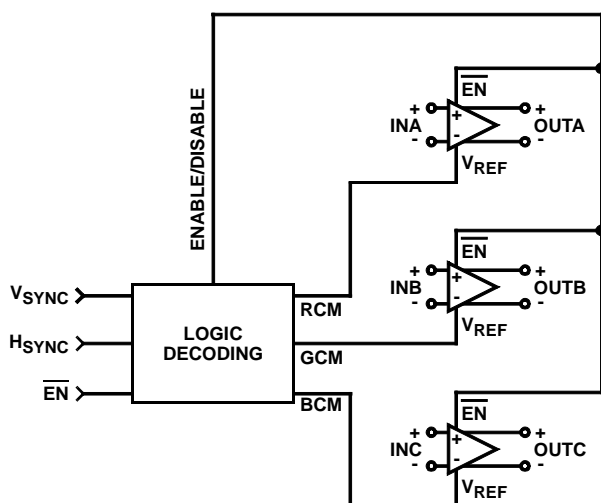 ENABLE/DISABLE
EN
+ +
INA + - OUTA
- -
VREF
EN
+ +
INB + - OUTB
- -
VREF
VSYNC
HSYNC
EN
LOGIC
DECODING
RCM
GCM
BCM
EN
+ +
INC + - OUTC
- -
VREF